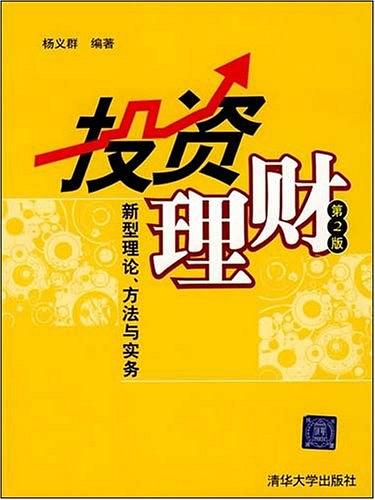 杨义群 编著
投资
理财
第2版
新型理论、方法与实务
清华大学出版社